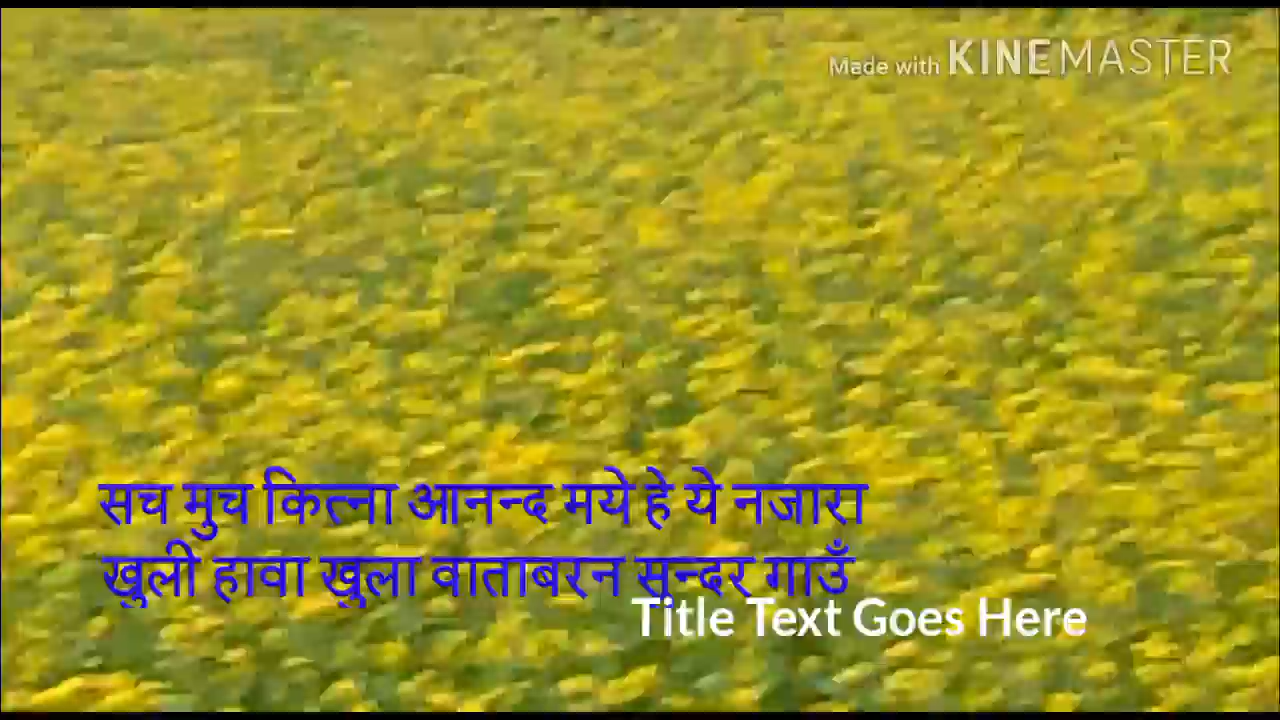 Made with KINEMASTER
सच मुच कित्ना आनन्द मये हे ये नजारा
खुली हावा खुला वाताबरन सुन्दर गाउँ
Title Text Goes Here